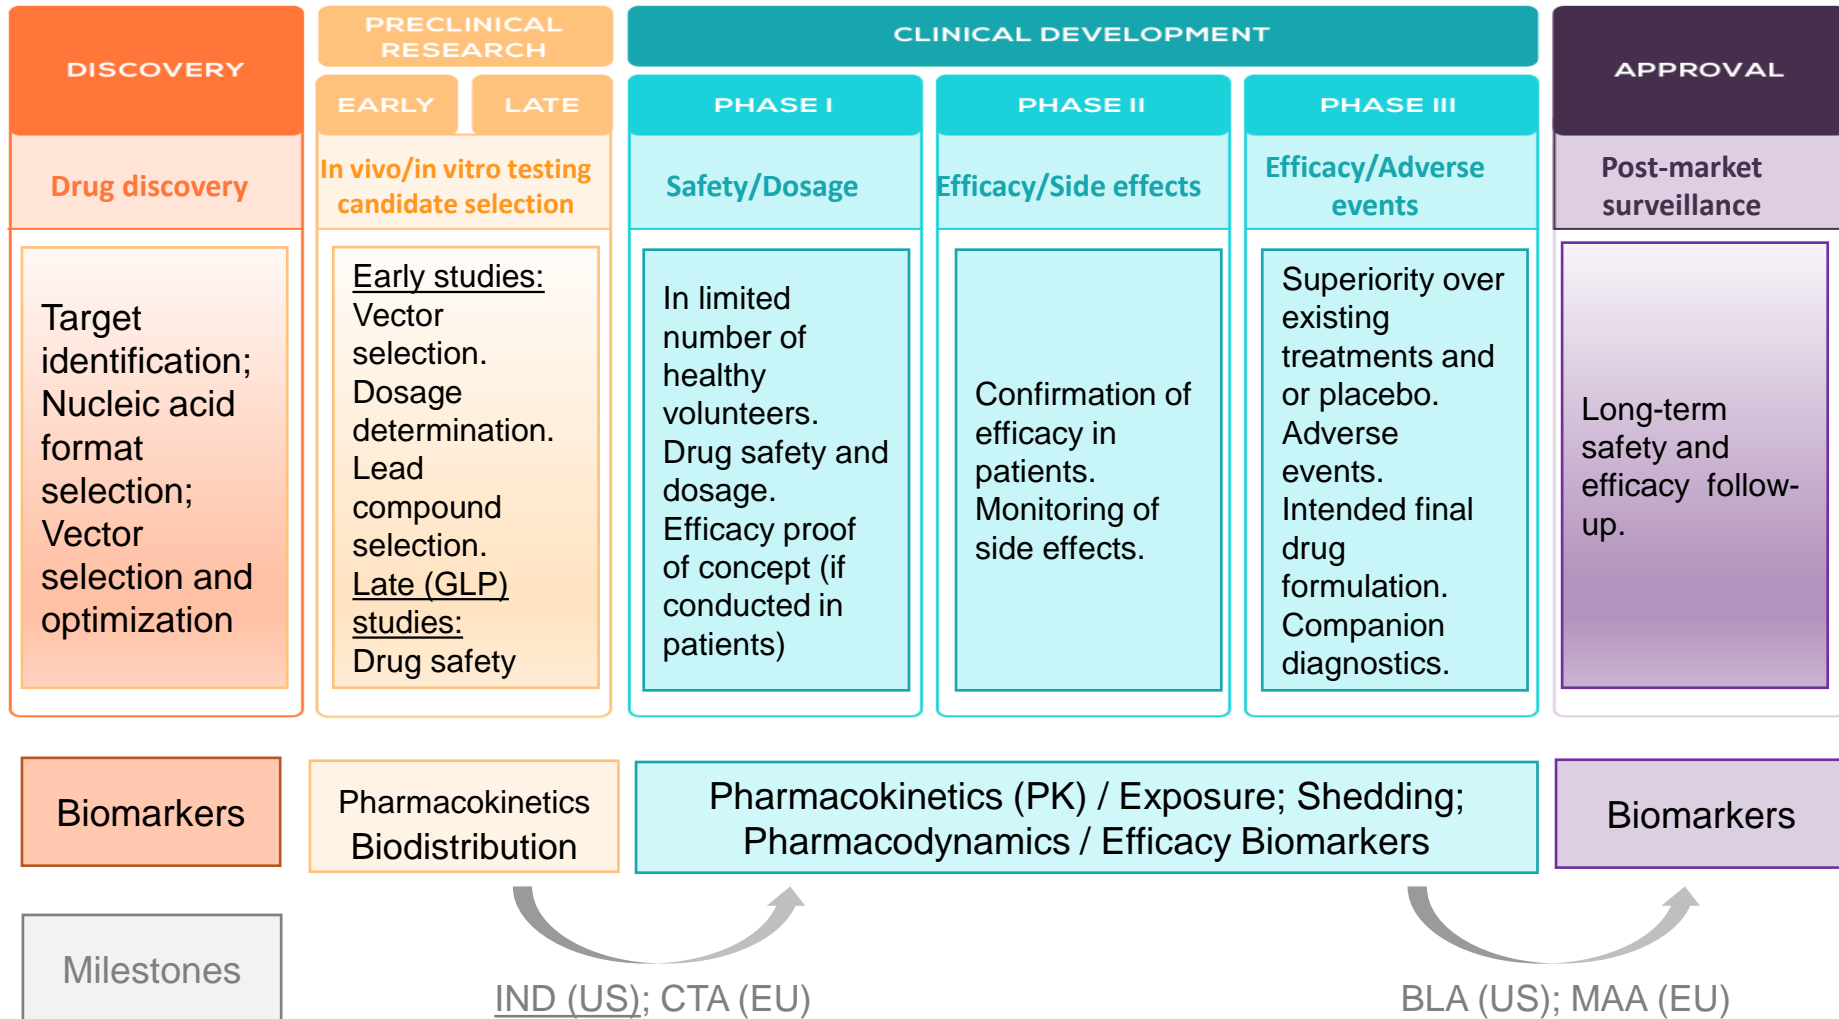 DISCOVERY
Drug discovery
Target
identification;
Nucleic acid
format
selection;
Vector
selection and
optimization
PRECLINICAL
RESEARCH
EARLY
LATE
In vivo/in vitro testing
candidate selection
Early studies:
Vector
selection.
Dosage
determination.
Lead
compound
selection.
Late (GLP)
studies:
Drug safety
CLINICAL DEVELOPMENT
PHASE I
Safety/Dosage
In limited
number of
healthy
volunteers.
Drug safety and
dosage.
Efficacy proof
of concept (if
conducted in
patients)
PHASE II
Efficacy/Side effects
Confirmation of
efficacy in
patients.
Monitoring of
side effects.
PHASE III
Efficacy/Adverse
events
Superiority over
existing
treatments and
or placebo.
Adverse
events.
Intended final
drug
formulation.
Companion
diagnostics.
APPROVAL
Post-market
surveillance
Long-term
safety and
efficacy follow-
up.
Biomarkers
Pharmacokinetics
Biodistribution
Pharmacokinetics (PK) / Exposure; Shedding;
Pharmacodynamics / Efficacy Biomarkers
Biomarkers
Milestones
IND (US); CTA (EU)
BLA (US); MAA (EU)